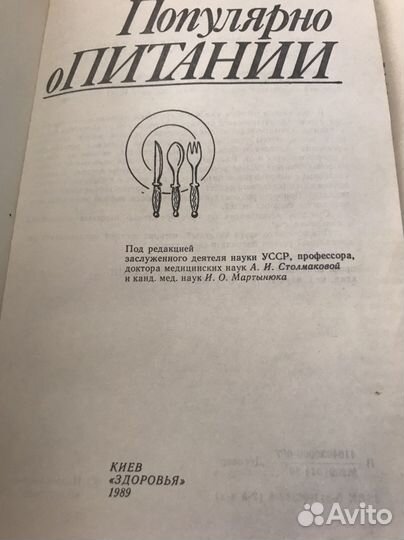 Популярно
о ПИТАНИИ
Под редакцией
заслуженного деятеля науки УССР, профессора,
доктора медицинских наук А. И. Столмаковой
и канд. мед. наук И. О. Мартынюка
КИЕВ
«ЗДОРОВЬЯ»
1989
Avito